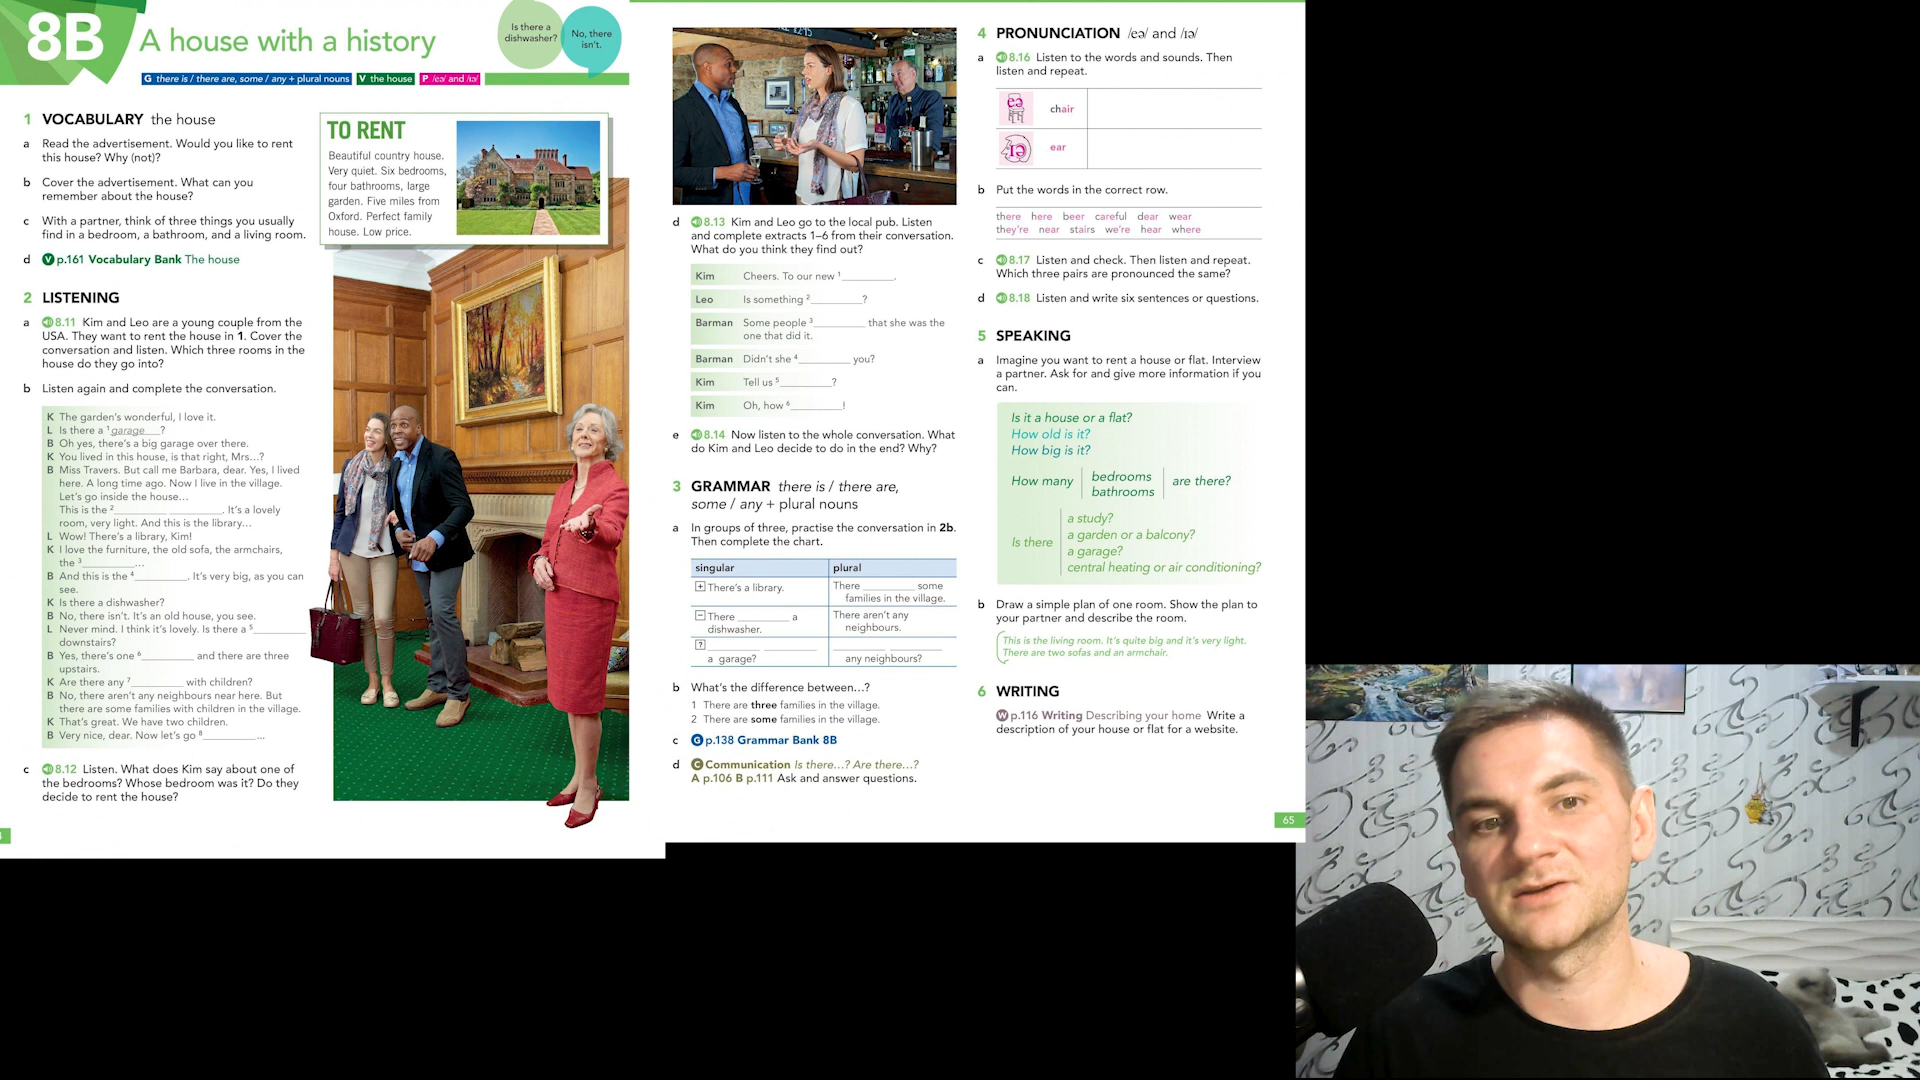 8B
A house with a history
Is there a
dishwasher?
No, there
isn't.
G there is / there are, some / any + plural nouns V the house P /eə/ and /ɪə/
1 VOCABULARY the house
a Read the advertisement. Would you like to rent
this house? Why (not)?
b Cover the advertisement. What can you
remember about the house?
c With a partner, think of three things you usually
find in a bedroom, a bathroom, and a living room.
d V p.161 Vocabulary Bank The house
TO RENT
Beautiful country house.
Very quiet. Six bedrooms,
four bathrooms, large
garden. Five miles from
Oxford. Perfect family
house. Low price.
2 LISTENING
a 8.11 Kim and Leo are a young couple from the
USA. They want to rent the house in 1. Cover the
conversation and listen. Which three rooms in the
house do they go into?
b Listen again and complete the conversation.
K The garden's wonderful, I love it.
L Is there a ¹garage ?
B Oh yes, there's a big garage over there.
K You lived in this house, is that right, Mrs…?
B Miss Travers. But call me Barbara, dear. Yes, I lived
here. A long time ago. Now I live in the village.
Let's go inside the house…
This is the ²________ ________. It's a lovely
room, very light. And this is the library…
L Wow! There's a library, Kim!
K I love the furniture, the old sofa, the armchairs,
the ³________…
B And this is the ⁴________. It's very big, as you can
see.
K Is there a dishwasher?
B No, there isn't. It's an old house, you see.
L Never mind. I think it's lovely. Is there a ⁵________
downstairs?
B Yes, there's one ⁶________ and there are three
upstairs.
K Are there any ⁷________ with children?
B No, there aren't any neighbours near here. But
there are some families with children in the village.
K That's great. We have two children.
B Very nice, dear. Now let's go ⁸________…
c 8.12 Listen. What does Kim say about one of
the bedrooms? Whose bedroom was it? Do they
decide to rent the house?
d 8.13 Kim and Leo go to the local pub. Listen
and complete extracts 1–6 from their conversation.
What do you think they find out?
Kim Cheers. To our new ¹________.
Leo Is something ²________?
Barman Some people ³________ that she was the
one that did it.
Barman Didn't she ⁴________ you?
Kim Tell us ⁵________?
Kim Oh, how ⁶________!
e 8.14 Now listen to the whole conversation. What
do Kim and Leo decide to do in the end? Why?
3 GRAMMAR there is / there are,
some / any + plural nouns
a In groups of three, practise the conversation in 2b.
Then complete the chart.
singular plural
+ There's a library. There ________ some
families in the village.
− There ________ a
dishwasher.
There aren't any
neighbours.
? ________ ________
a garage?
________ ________
any neighbours?
b What's the difference between…?
1 There are three families in the village.
2 There are some families in the village.
c G p.138 Grammar Bank 8B
d C Communication Is there…? Are there…?
A p.106 B p.111 Ask and answer questions.
4 PRONUNCIATION /eə/ and /ɪə/
a 8.16 Listen to the words and sounds. Then
listen and repeat.
eə chair
ɪə ear
b Put the words in the correct row.
there here beer careful dear wear
they're near stairs we're hear where
c 8.17 Listen and check. Then listen and repeat.
Which three pairs are pronounced the same?
d 8.18 Listen and write six sentences or questions.
5 SPEAKING
a Imagine you want to rent a house or flat. Interview
a partner. Ask for and give more information if you
can.
Is it a house or a flat?
How old is it?
How big is it?
How many bedrooms bathrooms are there?
Is there
a study?
a garden or a balcony?
a garage?
central heating or air conditioning?
b Draw a simple plan of one room. Show the plan to
your partner and describe the room.
This is the living room. It's quite big and it's very light.
There are two sofas and an armchair.
6 WRITING
W p.116 Writing Describing your home Write a
description of your house or flat for a website.
65